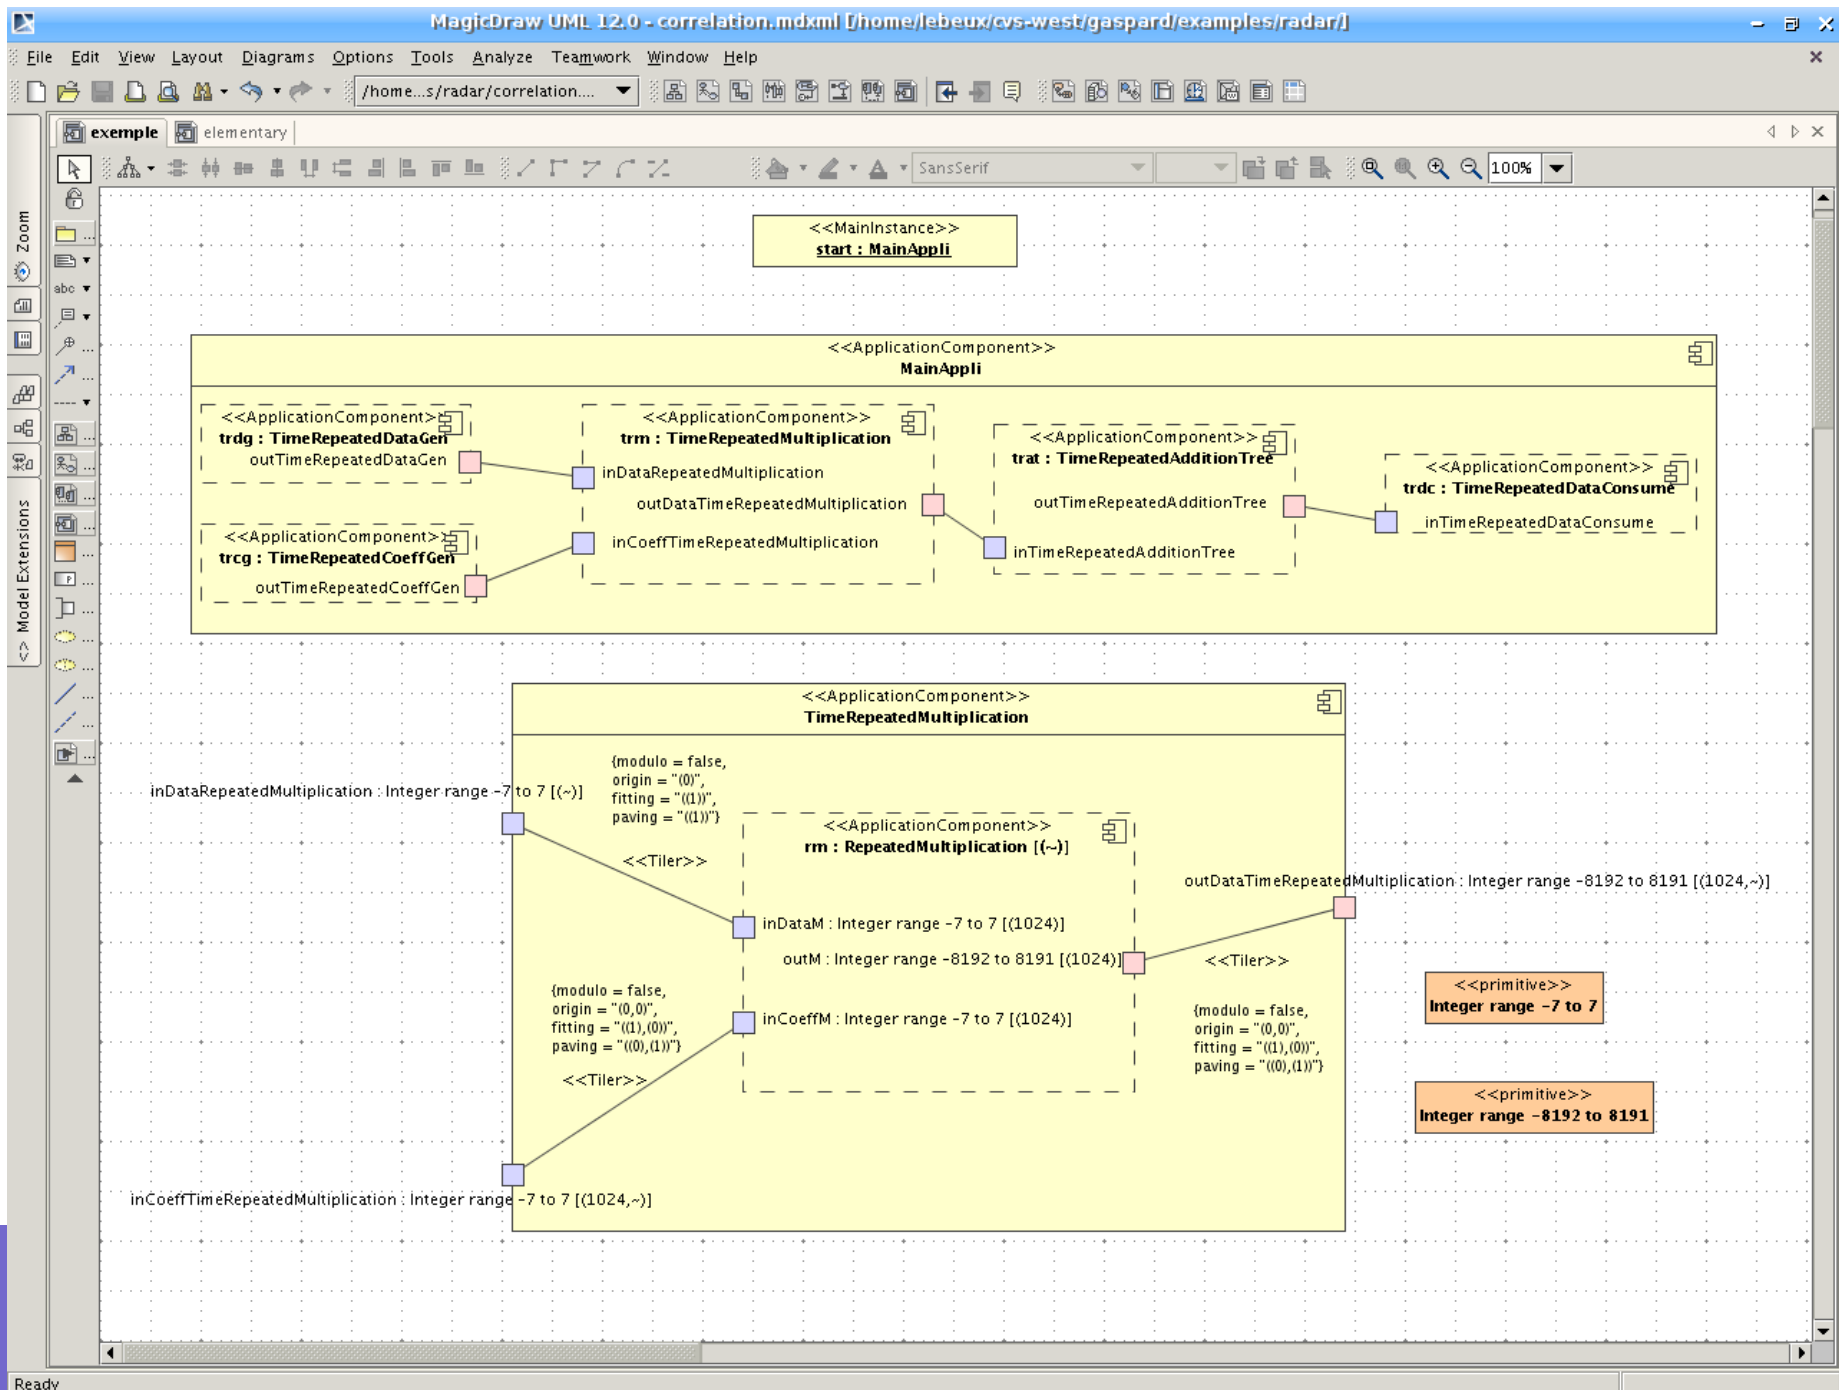 MagicDraw UML 12.0 - correlation.mdxml [/home/lebeux/cvs-west/gaspard/examples/radar/]
File Edit View Layout Diagrams Options Tools Analyze Teamwork Window Help
/home...s/radar/correlation....
exemple elementary
SansSerif 100%
Zoom
Model Extensions
abc
P
<<MainInstance>>
start : MainAppli
<<ApplicationComponent>>
MainAppli
<<ApplicationComponent>>
trdg : TimeRepeatedDataGen
outTimeRepeatedDataGen
<<ApplicationComponent>>
trcg : TimeRepeatedCoeffGen
outTimeRepeatedCoeffGen
<<ApplicationComponent>>
trm : TimeRepeatedMultiplication
inDataRepeatedMultiplication
outDataTimeRepeatedMultiplication
inCoeffTimeRepeatedMultiplication
<<ApplicationComponent>>
trat : TimeRepeatedAdditionTree
outTimeRepeatedAdditionTree
inTimeRepeatedAdditionTree
<<ApplicationComponent>>
trdc : TimeRepeatedDataConsume
inTimeRepeatedDataConsume
<<ApplicationComponent>>
TimeRepeatedMultiplication
{modulo = false,
origin = "(0)",
fitting = "((1))",
paving = "((1))"}
inDataRepeatedMultiplication : Integer range -7 to 7 [(~)]
<<Tiler>>
<<ApplicationComponent>>
rm : RepeatedMultiplication [(~)]
inDataM : Integer range -7 to 7 [(1024)]
outM : Integer range -8192 to 8191 [(1024)]
inCoeffM : Integer range -7 to 7 [(1024)]
outDataTimeRepeatedMultiplication : Integer range -8192 to 8191 [(1024,~)]
<<Tiler>>
{modulo = false,
origin = "(0,0)",
fitting = "((1),(0))",
paving = "((0),(1))"}
{modulo = false,
origin = "(0,0)",
fitting = "((1),(0))",
paving = "((0),(1))"}
<<Tiler>>
inCoeffTimeRepeatedMultiplication : Integer range -7 to 7 [(1024,~)]
<<primitive>>
Integer range -7 to 7
<<primitive>>
Integer range -8192 to 8191
Ready